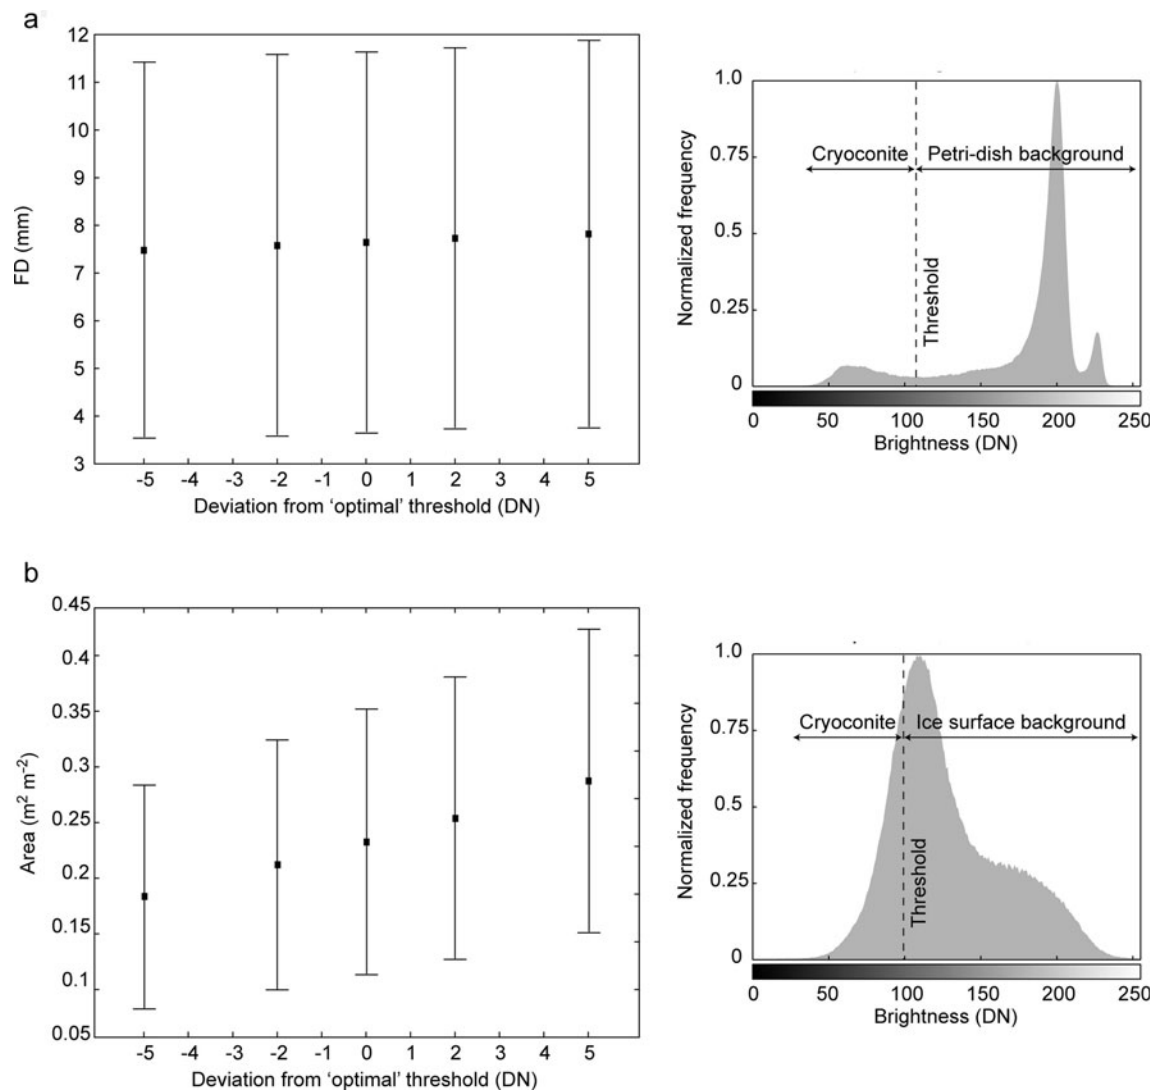 a
12
11
10
9
8
7
6
5
4
3
FD (mm)
-5 -4 -3 -2 -1 0 1 2 3 4 5
Deviation from ‘optimal’ threshold (DN)
1.0
0.75
0.5
0.25
0
Normalized frequency
Cryoconite
Petri-dish background
Threshold
0 50 100 150 200 250
Brightness (DN)
b
0.45
0.4
0.35
0.3
0.25
0.2
0.15
0.1
0.05
Area (m² m⁻²)
-5 -4 -3 -2 -1 0 1 2 3 4 5
Deviation from ‘optimal’ threshold (DN)
1.0
0.75
0.5
0.25
0
Normalized frequency
Cryoconite
Ice surface background
Threshold
0 50 100 150 200 250
Brightness (DN)